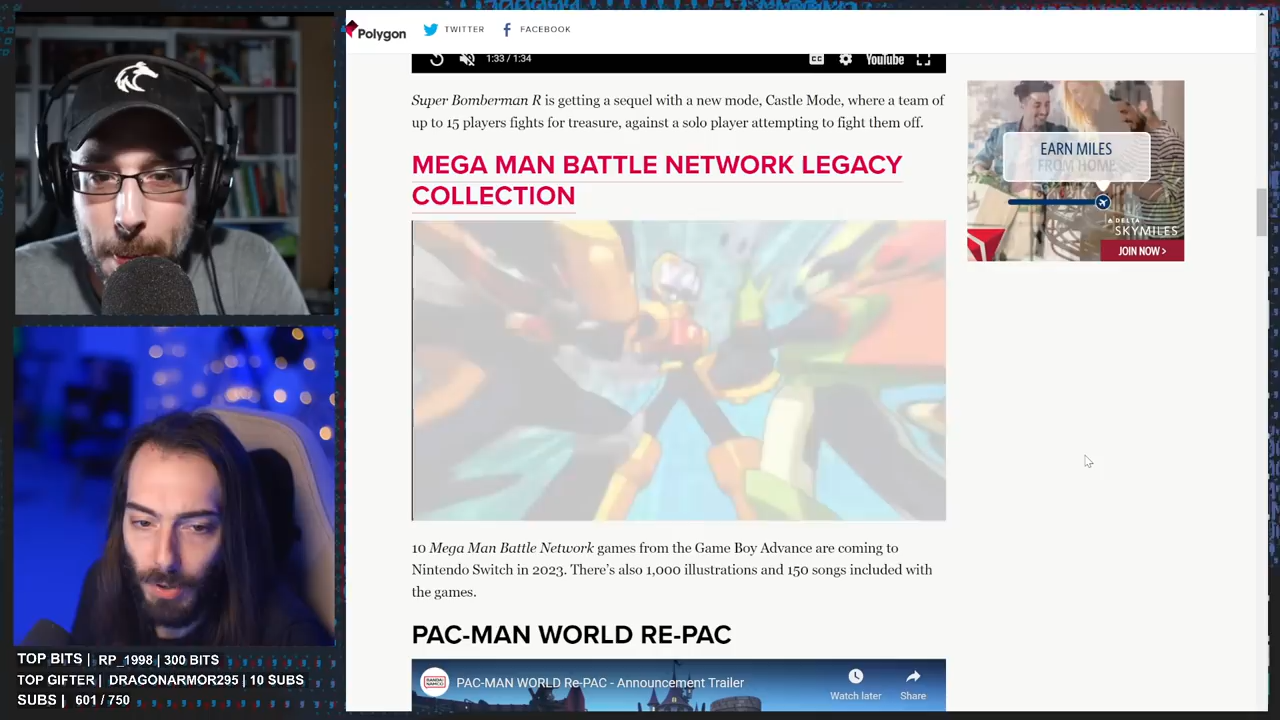 Polygon
TWITTER
FACEBOOK
1:33 / 1:34
CC
YouTube
Super Bomberman R is getting a sequel with a new mode, Castle Mode, where a team of
up to 15 players fights for treasure, against a solo player attempting to fight them off.
MEGA MAN BATTLE NETWORK LEGACY
COLLECTION
10 Mega Man Battle Network games from the Game Boy Advance are coming to
Nintendo Switch in 2023. There's also 1,000 illustrations and 150 songs included with
the games.
PAC-MAN WORLD RE-PAC
PAC-MAN WORLD Re-PAC - Announcement Trailer
Watch later
Share
EARN MILES
FROM HOME
DELTA
SKYMILES
JOIN NOW >
TOP BITS | RP_1998 | 300 BITS
TOP GIFTER | DRAGONARMOR295 | 10 SUBS
SUBS | 601 / 750